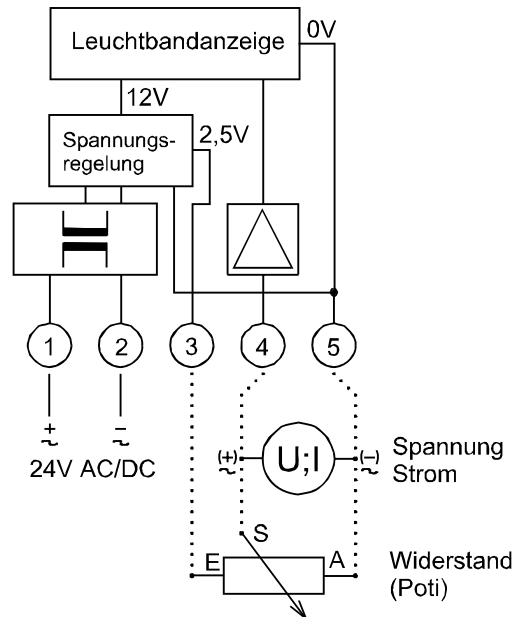 Leuchtbandanzeige
0V
12V
Spannungs-
regelung
2,5V
1
2
3
4
5
+
~
−
~
24V AC/DC
(+)
~
U;I
(−)
~
Spannung
Strom
S
E
A
Widerstand
(Poti)